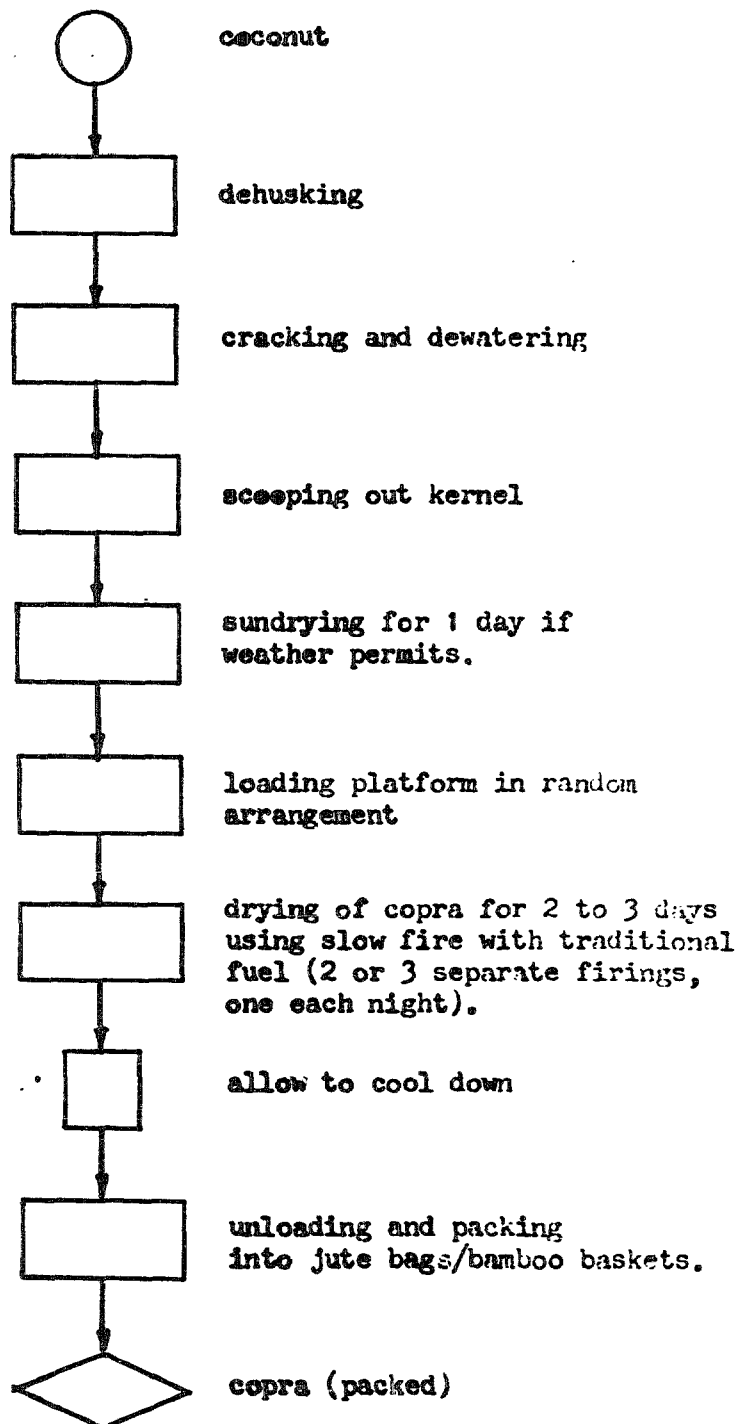 coconut
dehusking
cracking and dewatering
scooping out kernel
sundrying for 1 day if
weather permits.
loading platform in random
arrangement
drying of copra for 2 to 3 days
using slow fire with traditional
fuel (2 or 3 separate firings,
one each night).
allow to cool down
unloading and packing
into jute bags/bamboo baskets.
copra (packed)